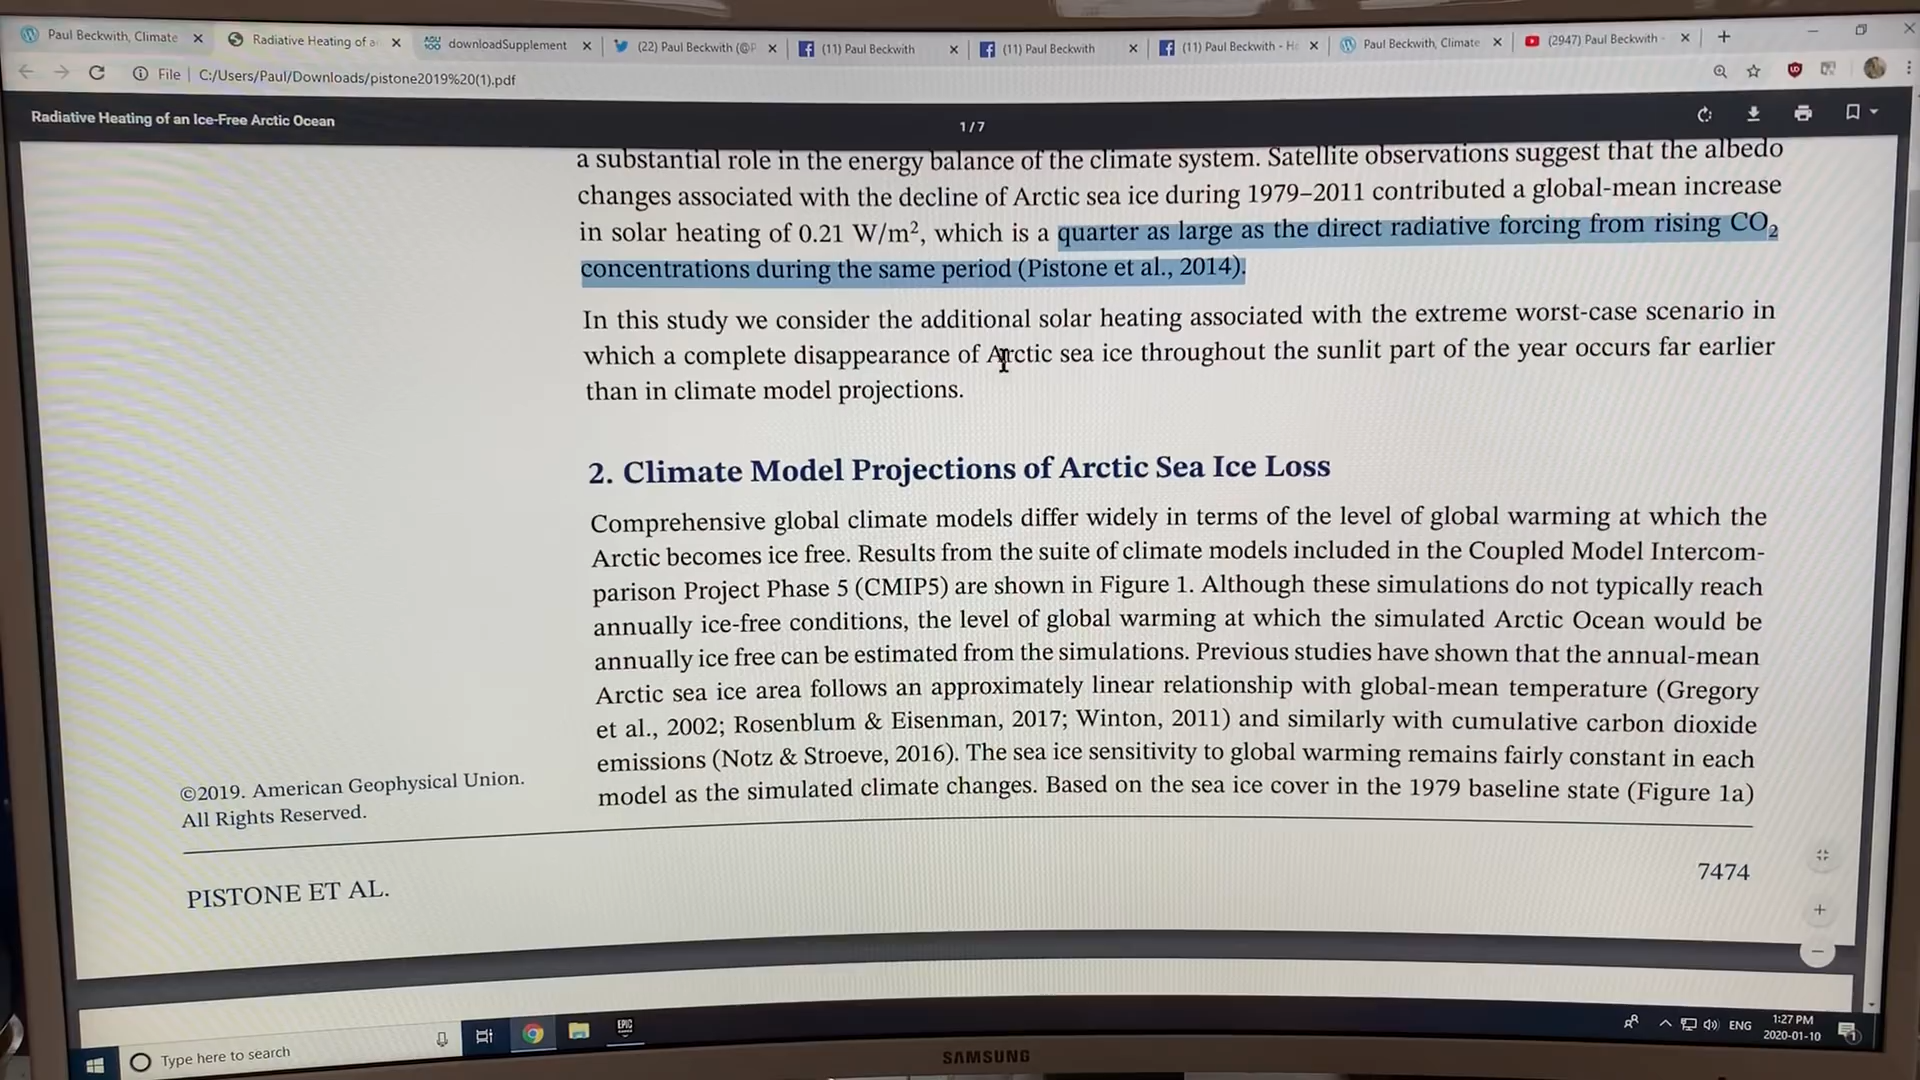 Paul Beckwith, Climate
Radiative Heating of a
AGU
downloadSupplement
(22) Paul Beckwith (@P
(11) Paul Beckwith
(11) Paul Beckwith
(11) Paul Beckwith - Ho
Paul Beckwith, Climate
(2947) Paul Beckwith -
File | C:/Users/Paul/Downloads/pistone2019%20(1).pdf
Radiative Heating of an Ice-Free Arctic Ocean
1 / 7
a substantial role in the energy balance of the climate system. Satellite observations suggest that the albedo
changes associated with the decline of Arctic sea ice during 1979–2011 contributed a global-mean increase
in solar heating of 0.21 W/m², which is a quarter as large as the direct radiative forcing from rising CO₂
concentrations during the same period (Pistone et al., 2014).
In this study we consider the additional solar heating associated with the extreme worst-case scenario in
which a complete disappearance of Arctic sea ice throughout the sunlit part of the year occurs far earlier
than in climate model projections.
2. Climate Model Projections of Arctic Sea Ice Loss
Comprehensive global climate models differ widely in terms of the level of global warming at which the
Arctic becomes ice free. Results from the suite of climate models included in the Coupled Model Intercom-
parison Project Phase 5 (CMIP5) are shown in Figure 1. Although these simulations do not typically reach
annually ice-free conditions, the level of global warming at which the simulated Arctic Ocean would be
annually ice free can be estimated from the simulations. Previous studies have shown that the annual-mean
Arctic sea ice area follows an approximately linear relationship with global-mean temperature (Gregory
et al., 2002; Rosenblum & Eisenman, 2017; Winton, 2011) and similarly with cumulative carbon dioxide
emissions (Notz & Stroeve, 2016). The sea ice sensitivity to global warming remains fairly constant in each
model as the simulated climate changes. Based on the sea ice cover in the 1979 baseline state (Figure 1a)
©2019. American Geophysical Union.
All Rights Reserved.
PISTONE ET AL.
7474
Type here to search
EPIC
ENG
1:27 PM
2020-01-10
SAMSUNG